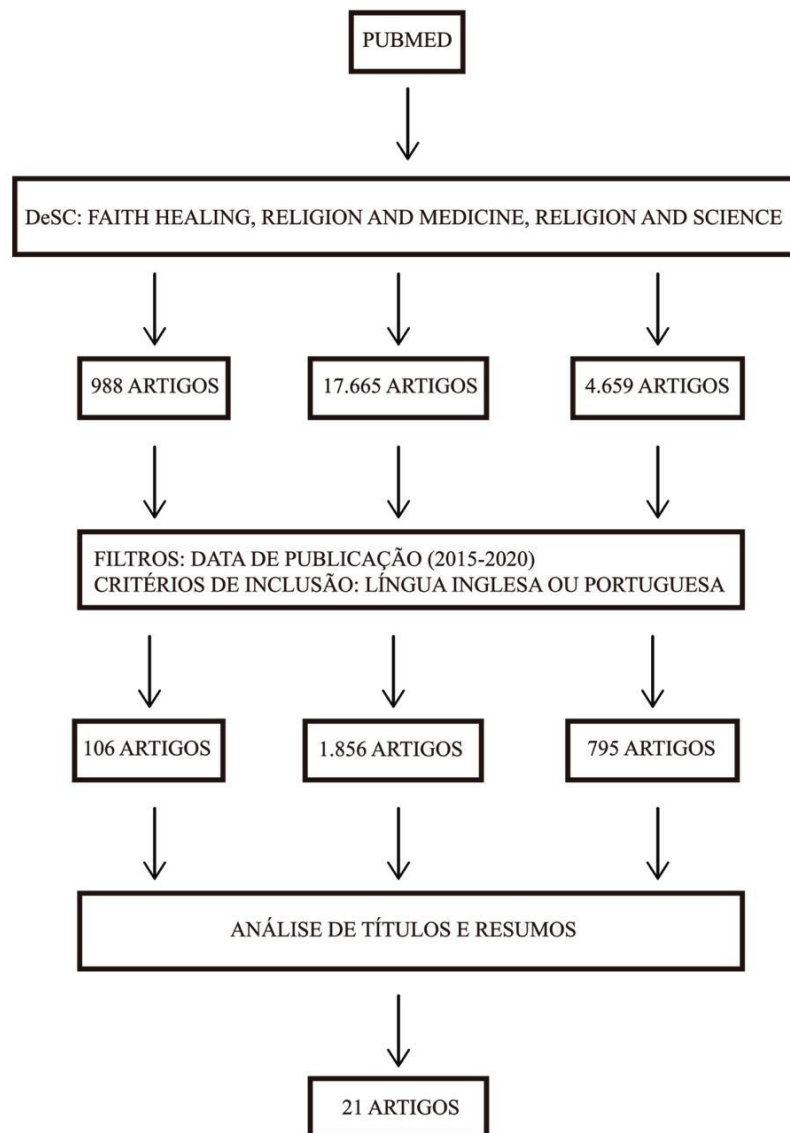 PUBMED
DeSC: FAITH HEALING, RELIGION AND MEDICINE, RELIGION AND SCIENCE
988 ARTIGOS
17.665 ARTIGOS
4.659 ARTIGOS
FILTROS: DATA DE PUBLICAÇÃO (2015-2020)
CRITÉRIOS DE INCLUSÃO: LÍNGUA INGLESA OU PORTUGUESA
106 ARTIGOS
1.856 ARTIGOS
795 ARTIGOS
ANÁLISE DE TÍTULOS E RESUMOS
21 ARTIGOS